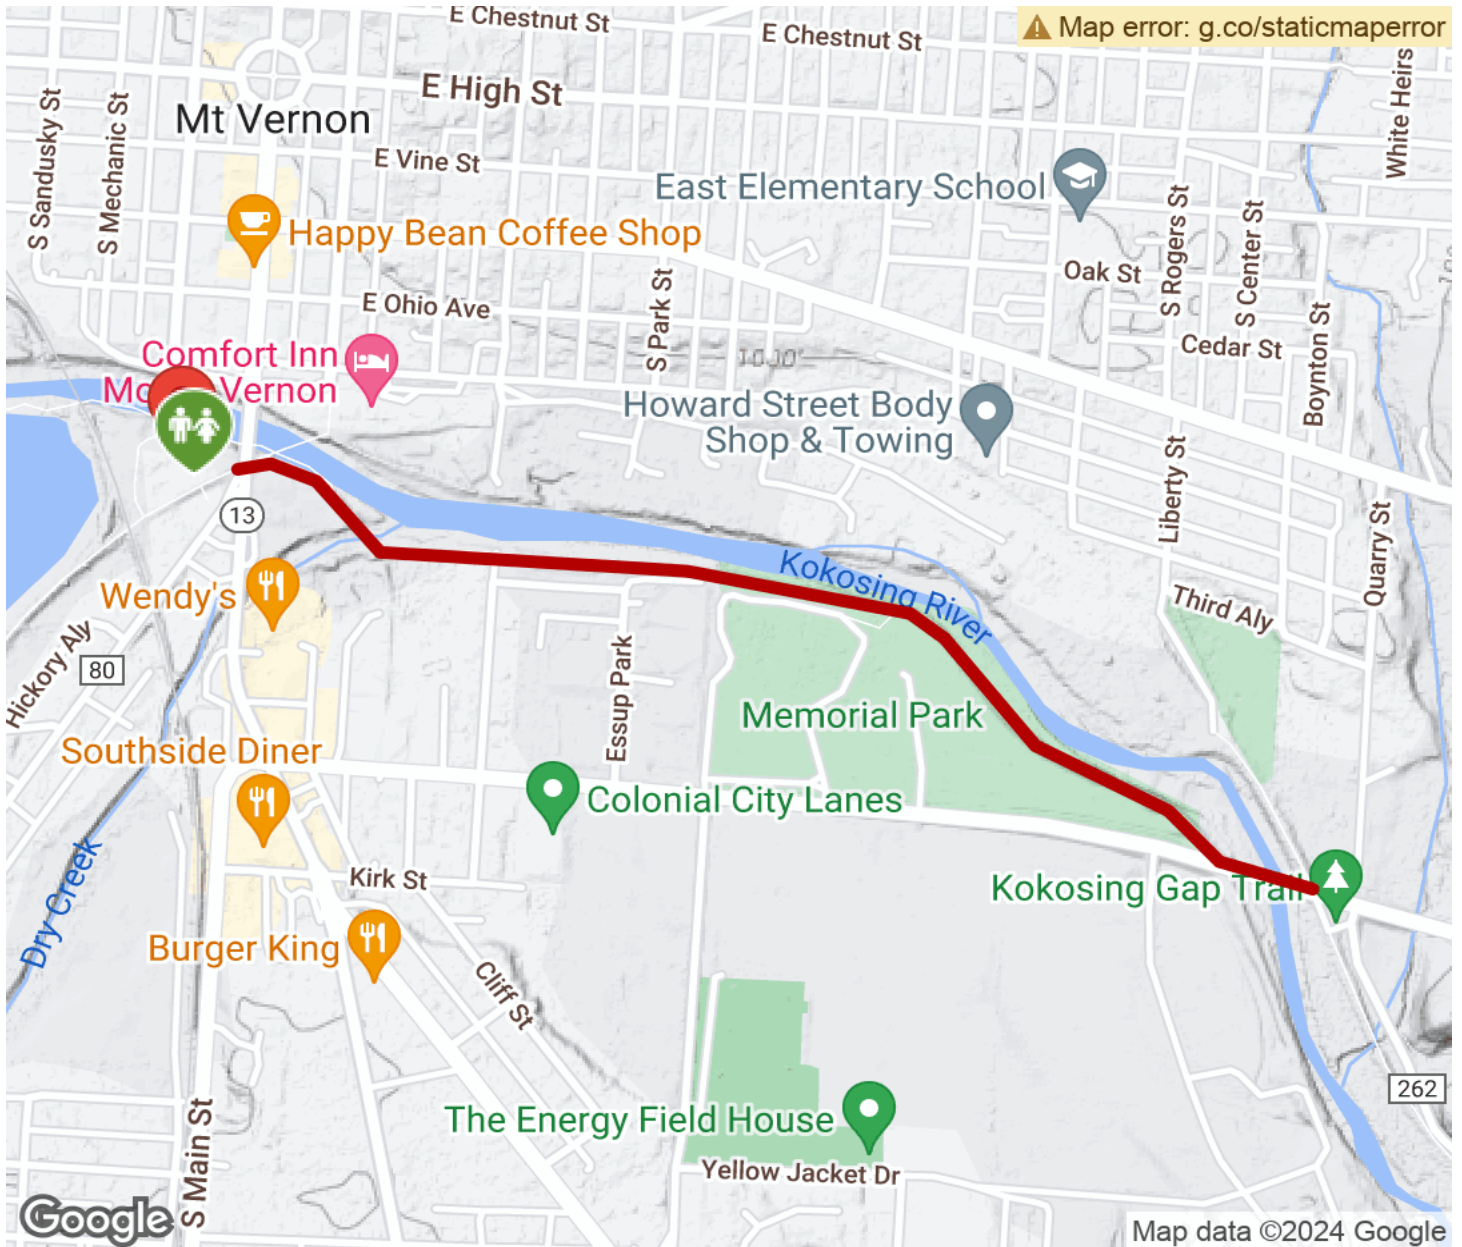 E Chestnut St
E Chestnut St
Map error: g.co/staticmaperror
White Heirs
E High St
S Sandusky St
S Mechanic St
Mt Vernon
E Vine St
East Elementary School
S Rogers St
S Center St
Happy Bean Coffee Shop
Oak St
E Ohio Ave
S Park St
Boynton St
Comfort Inn
Mount Vernon
1000'
Cedar St
Howard Street Body
Shop & Towing
Liberty St
13
Quarry St
Kokosing River
Wendy's
Third Aly
Hickory Aly
80
Essup Park
Memorial Park
Southside Diner
Colonial City Lanes
Dry Creek
Kirk St
Kokosing Gap Trail
Burger King
Cliff St
262
The Energy Field House
S Main St
Yellow Jacket Dr
Google
Map data ©2024 Google